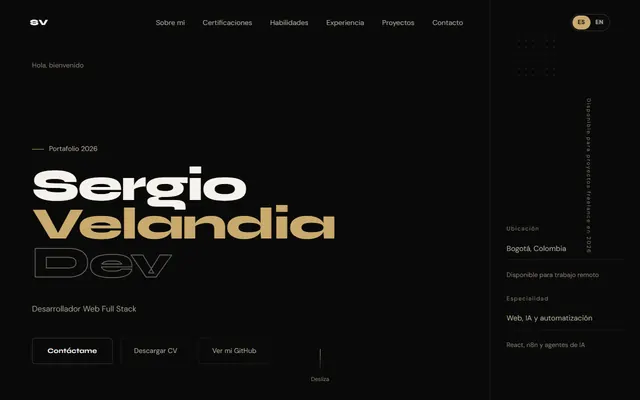 SV
Sobre mí
Certificaciones
Habilidades
Experiencia
Proyectos
Contacto
ES
EN
Hola, bienvenido
Portafolio 2026
Sergio
Velandia
Dev
Desarrollador Web Full Stack
Contáctame
Descargar CV
Ver mi GitHub
Desliza
Disponible para proyectos freelance en 2026
Ubicación
Bogotá, Colombia
Disponible para trabajo remoto
Especialidad
Web, IA y automatización
React, n8n y agentes de IA